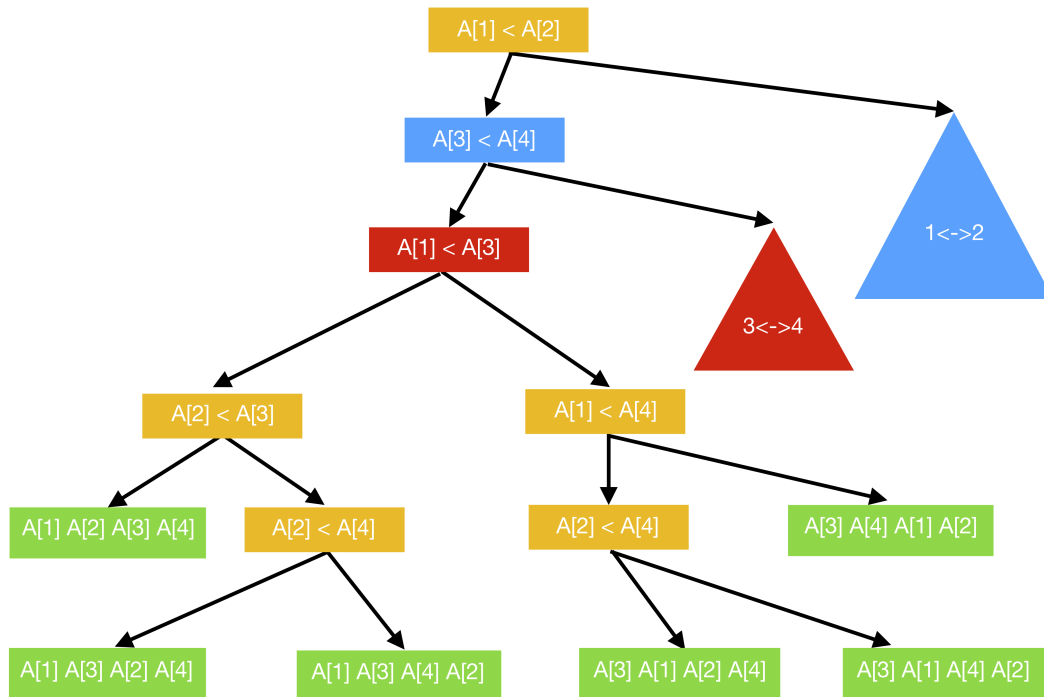 A[1] < A[2]
A[3] < A[4]
A[1] < A[3]
1<->2
3<->4
A[2] < A[3]
A[1] < A[4]
A[1] A[2] A[3] A[4]
A[2] < A[4]
A[2] < A[4]
A[3] A[4] A[1] A[2]
A[1] A[3] A[2] A[4]
A[1] A[3] A[4] A[2]
A[3] A[1] A[2] A[4]
A[3] A[1] A[4] A[2]